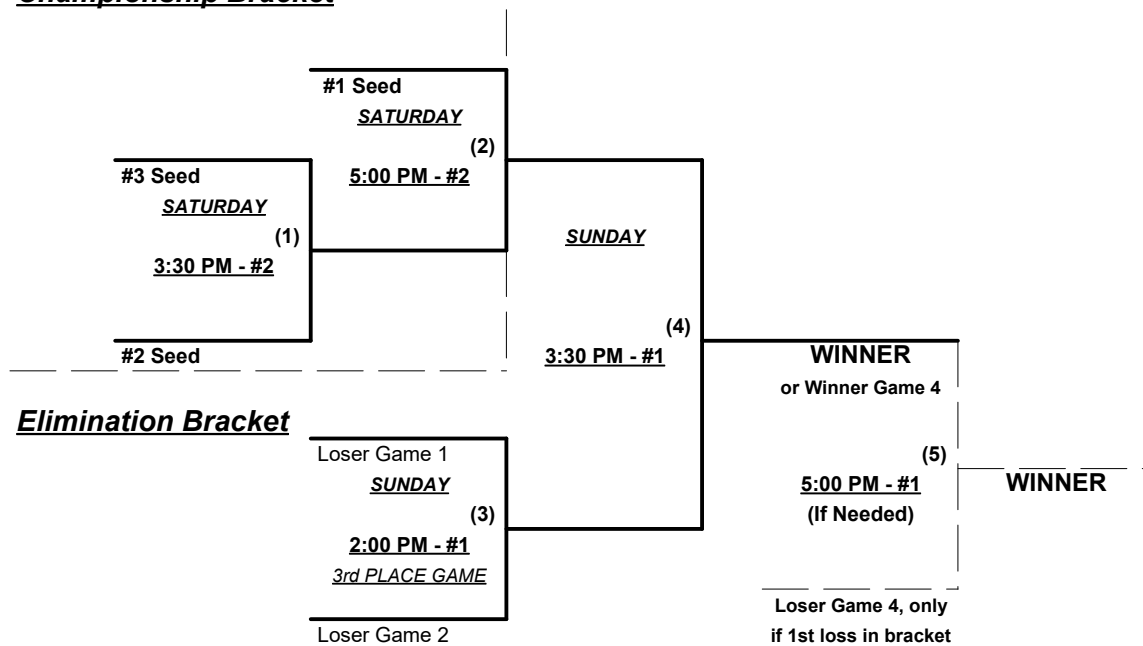 Championship Bracket
#1 Seed
SATURDAY
(2)
5:00 PM - #2
#3 Seed
SATURDAY
(1)
3:30 PM - #2
#2 Seed
SUNDAY
(4)
3:30 PM - #1
WINNER
or Winner Game 4
(5)
5:00 PM - #1
(If Needed)
WINNER
Loser Game 4, only
if 1st loss in bracket
Elimination Bracket
Loser Game 1
SUNDAY
(3)
2:00 PM - #1
3rd PLACE GAME
Loser Game 2